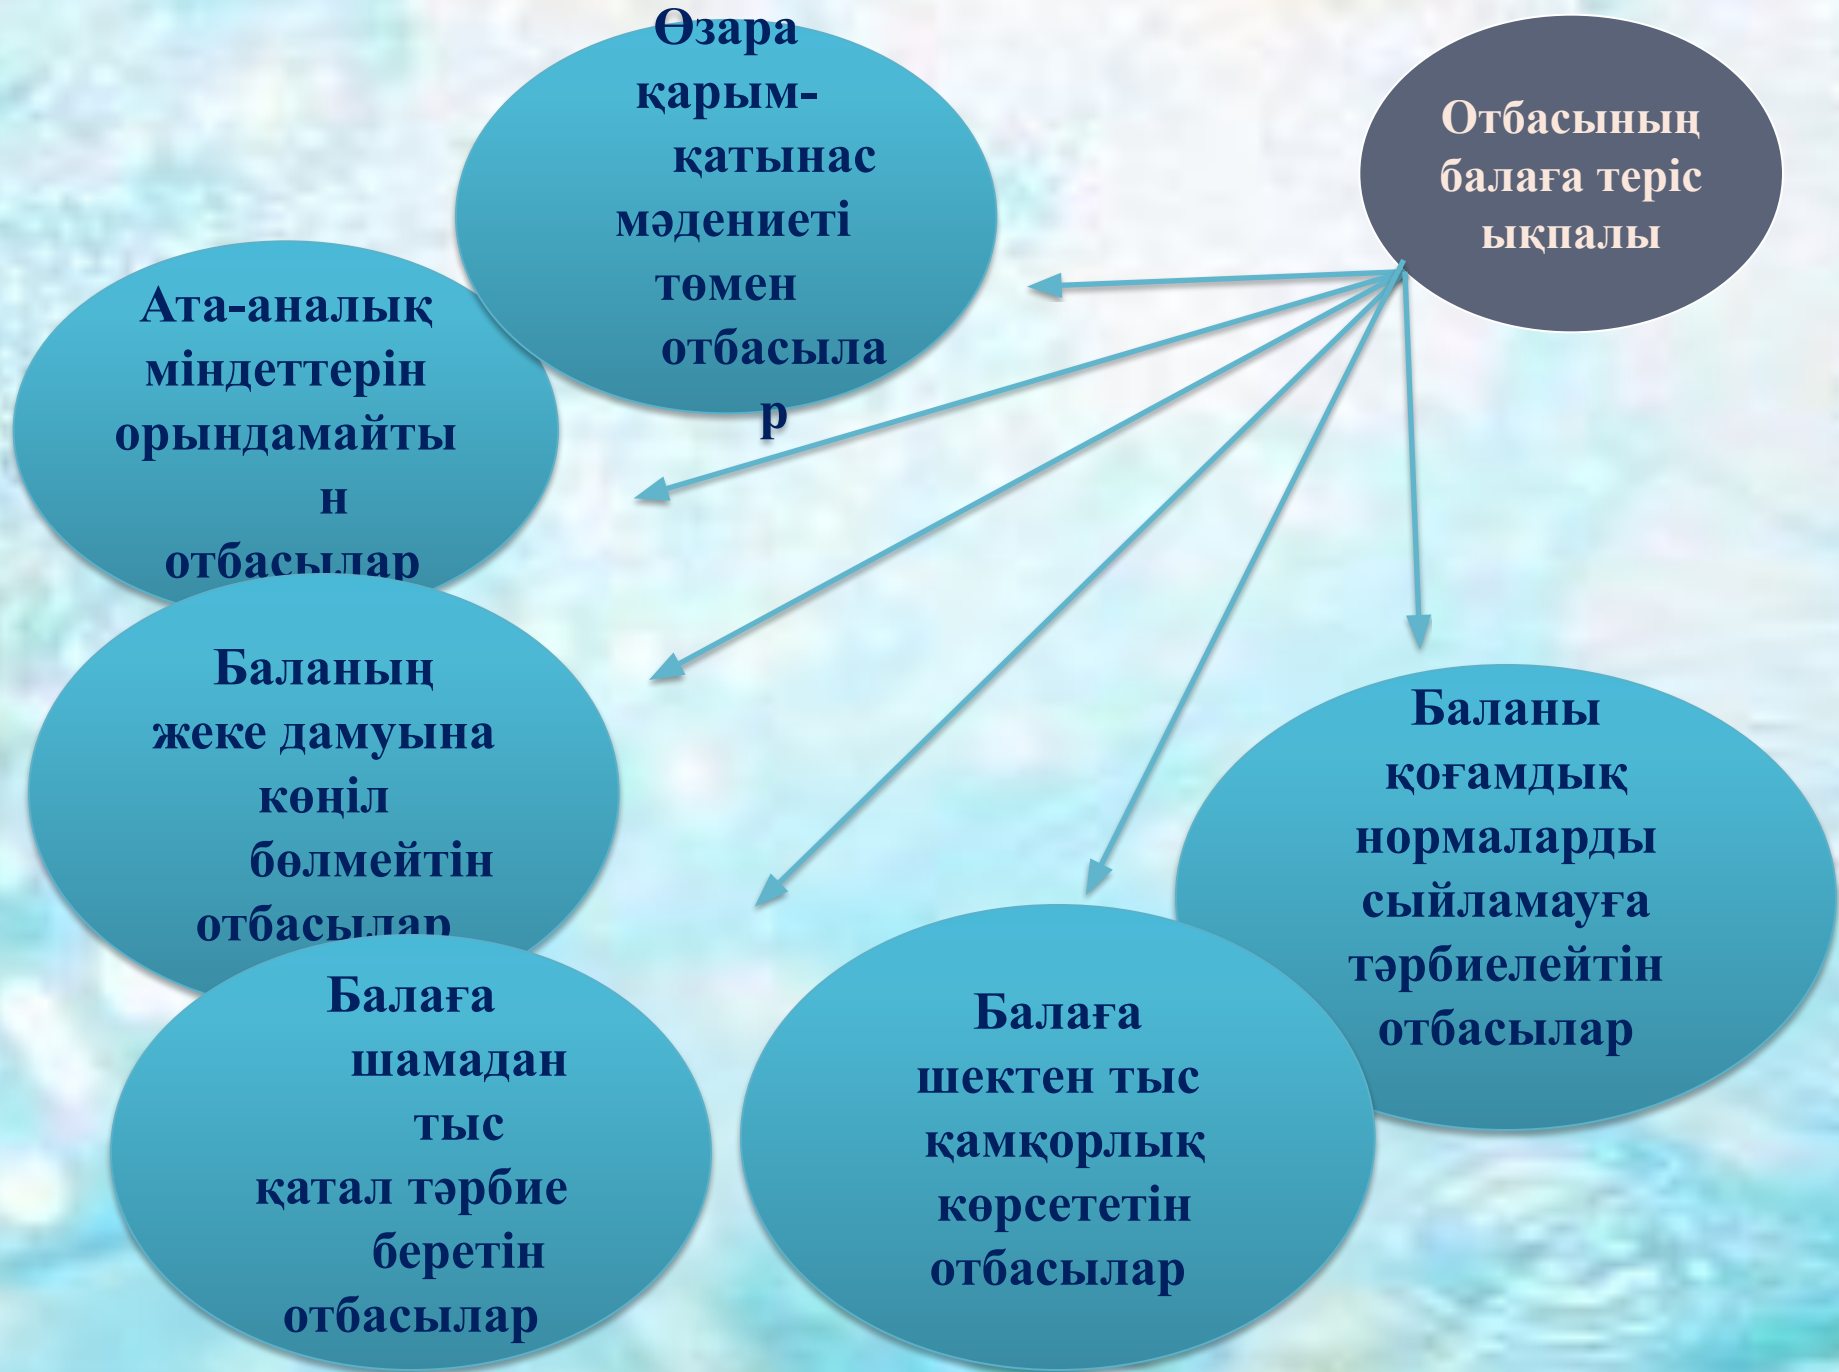 Өзара
қарым-
қатынас
мәдениеті
төмен
отбасыла
р
Отбасының
балаға теріс
ықпалы
Ата-аналық
міндеттерін
орындамайты
н
отбасылар
Баланың
жеке дамуына
көңіл
бөлмейтін
отбасылар
Баланы
қоғамдық
нормаларды
сыйламауға
тәрбиелейтін
отбасылар
Балаға
шамадан
тыс
қатал тәрбие
беретін
отбасылар
Балаға
шектен тыс
қамқорлық
көрсететін
отбасылар